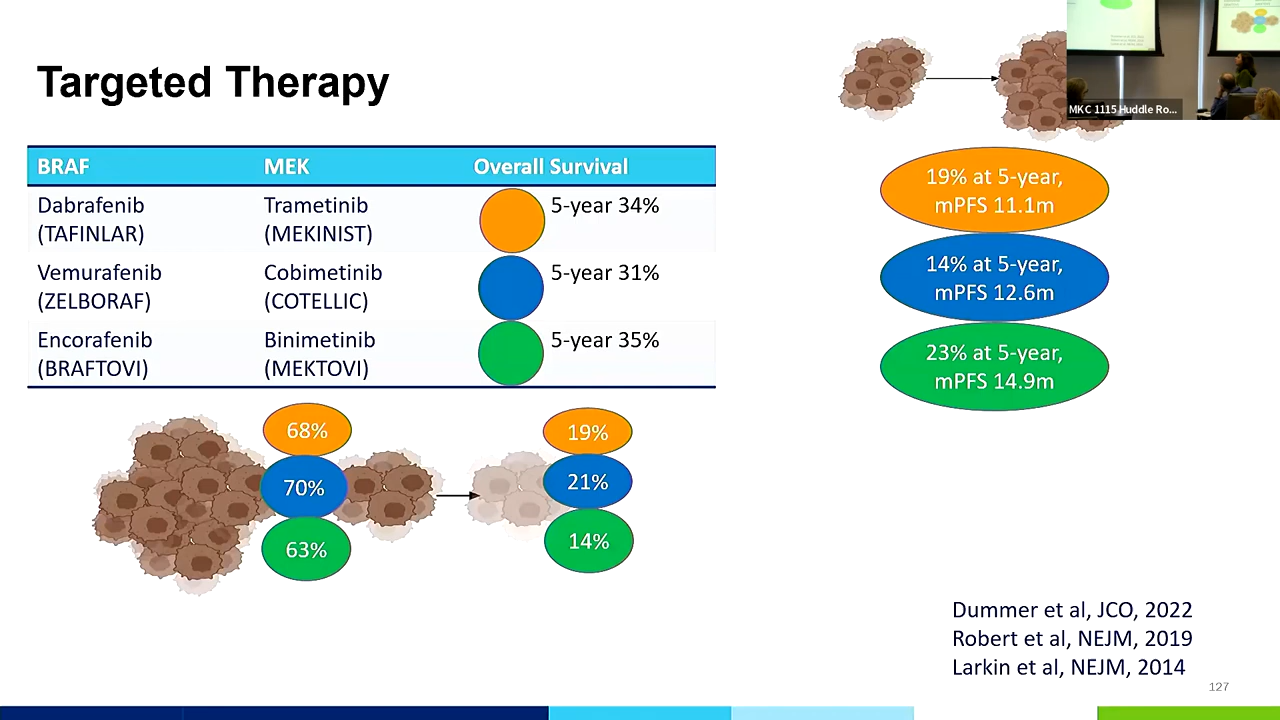 Targeted Therapy
MKC 1115 Huddle Ro...
BRAF MEK Overall Survival
Dabrafenib Trametinib 5-year 34%
(TAFINLAR) (MEKINIST)
Vemurafenib Cobimetinib 5-year 31%
(ZELBORAF) (COTELLIC)
Encorafenib Binimetinib 5-year 35%
(BRAFTOVI) (MEKTOVI)
19% at 5-year,
mPFS 11.1m
14% at 5-year,
mPFS 12.6m
23% at 5-year,
mPFS 14.9m
68%
70%
63%
19%
21%
14%
Dummer et al, JCO, 2022
Robert et al, NEJM, 2019
Larkin et al, NEJM, 2014
127